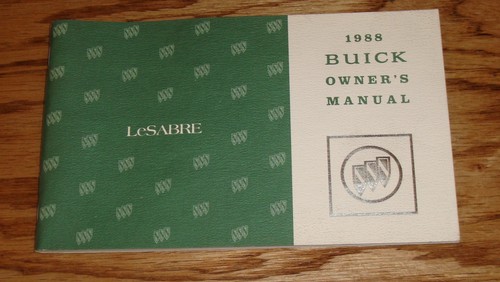 LeSABRE
1988
BUICK
OWNER'S
MANUAL